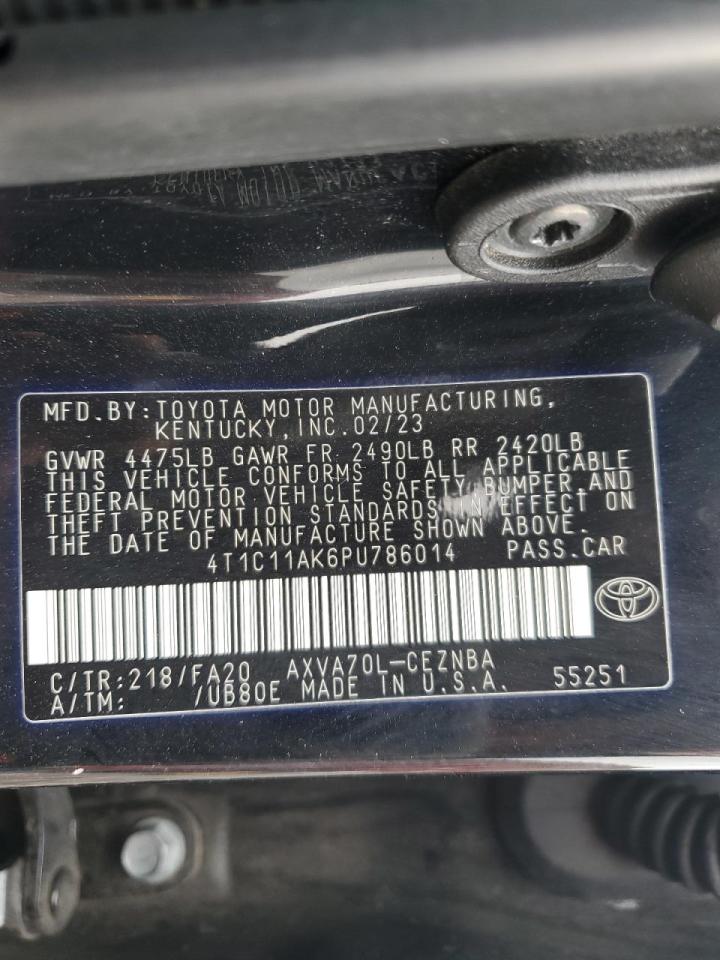 MFD.BY:TOYOTA MOTOR MANUFACTURING,
KENTUCKY,INC.02/23
GVWR 4475LB GAWR FR 2490LB RR 2420LB
THIS VEHICLE CONFORMS TO ALL APPLICABLE
FEDERAL MOTOR VEHICLE SAFETY,BUMPER,AND
THEFT PREVENTION STANDARDS IN EFFECT ON
THE DATE OF MANUFACTURE SHOWN ABOVE.
4T1C11AK6PU786014 PASS.CAR
C/TR:218/FA20 AXVA70L-CEZNBA
A/TM: /UB80E MADE IN U.S.A. 55251